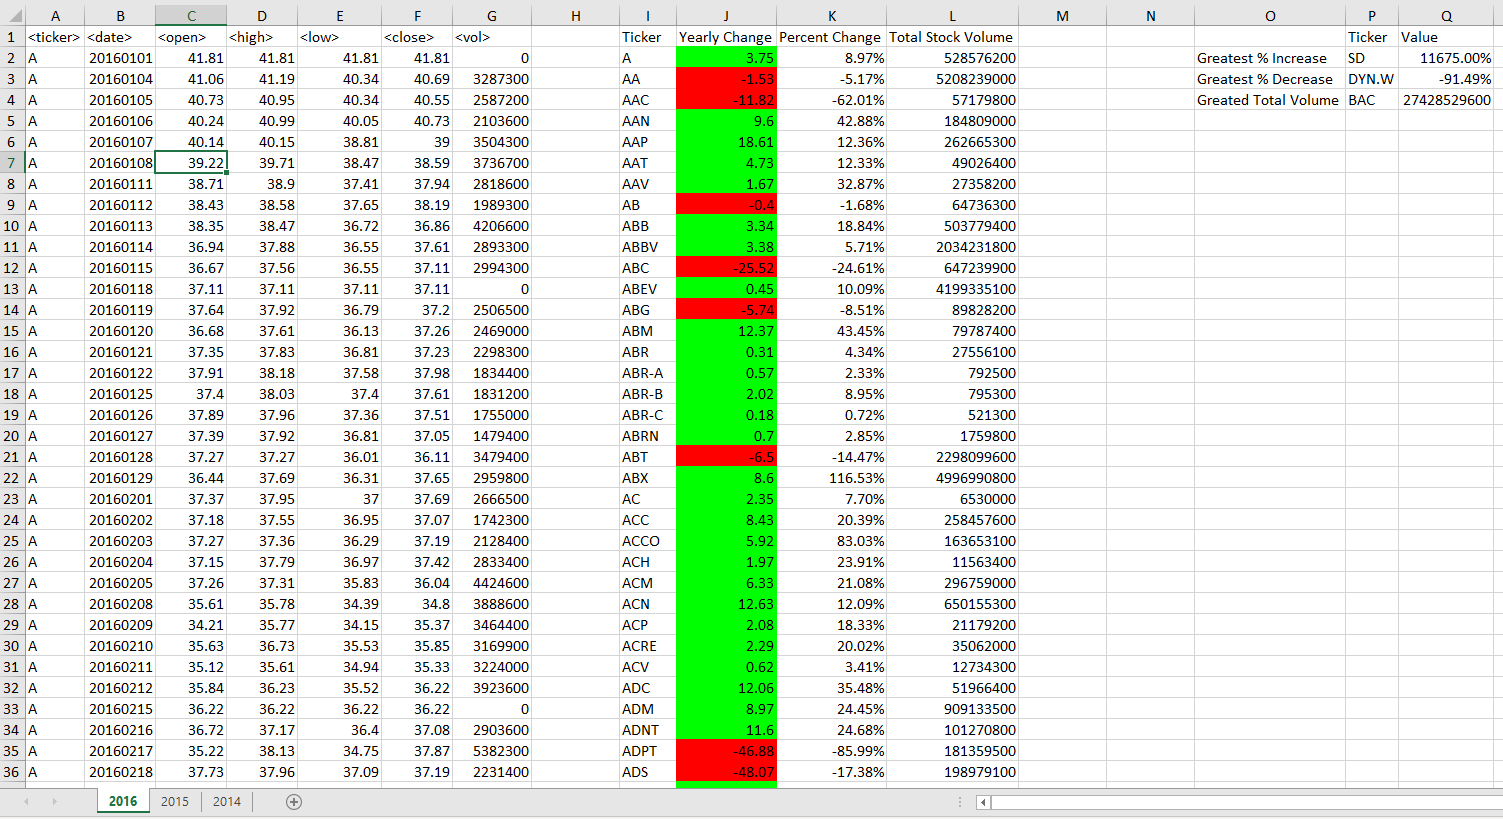 A B C D E F G H I J K L M N O P Q
1 <ticker> <date> <open> <high> <low> <close> <vol> Ticker Yearly Change Percent Change Total Stock Volume Ticker Value
2 A 20160101 41.81 41.81 41.81 41.81 0 A 3.75 8.97% 528576200 Greatest % Increase SD 11675.00%
3 A 20160104 41.06 41.19 40.34 40.69 3287300 AA -1.53 -5.17% 5208239000 Greatest % Decrease DYN.W -91.49%
4 A 20160105 40.73 40.95 40.34 40.55 2587200 AAC -11.82 -62.01% 57179800 Greated Total Volume BAC 27428529600
5 A 20160106 40.24 40.99 40.05 40.73 2103600 AAN 9.6 42.88% 184809000
6 A 20160107 40.14 40.15 38.81 39 3504300 AAP 18.61 12.36% 262665300
7 A 20160108 39.22 39.71 38.47 38.59 3736700 AAT 4.73 12.33% 49026400
8 A 20160111 38.71 38.9 37.41 37.94 2818600 AAV 1.67 32.87% 27358200
9 A 20160112 38.43 38.58 37.65 38.19 1989300 AB -0.4 -1.68% 64736300
10 A 20160113 38.35 38.47 36.72 36.86 4206600 ABB 3.34 18.84% 503779400
11 A 20160114 36.94 37.88 36.55 37.61 2893300 ABBV 3.38 5.71% 2034231800
12 A 20160115 36.67 37.56 36.55 37.11 2994300 ABC -25.52 -24.61% 647239900
13 A 20160118 37.11 37.11 37.11 37.11 0 ABEV 0.45 10.09% 4199335100
14 A 20160119 37.64 37.92 36.79 37.2 2506500 ABG -5.74 -8.51% 89828200
15 A 20160120 36.68 37.61 36.13 37.26 2469000 ABM 12.37 43.45% 79787400
16 A 20160121 37.35 37.83 36.81 37.23 2298300 ABR 0.31 4.34% 27556100
17 A 20160122 37.91 38.18 37.58 37.98 1834400 ABR-A 0.57 2.33% 792500
18 A 20160125 37.4 38.03 37.4 37.61 1831200 ABR-B 2.02 8.95% 795300
19 A 20160126 37.89 37.96 37.36 37.51 1755000 ABR-C 0.18 0.72% 521300
20 A 20160127 37.39 37.92 36.81 37.05 1479400 ABRN 0.7 2.85% 1759800
21 A 20160128 37.27 37.27 36.01 36.11 3479400 ABT -6.5 -14.47% 2298099600
22 A 20160129 36.44 37.69 36.31 37.65 2959800 ABX 8.6 116.53% 4996990800
23 A 20160201 37.37 37.95 37 37.69 2666500 AC 2.35 7.70% 6530000
24 A 20160202 37.18 37.55 36.95 37.07 1742300 ACC 8.43 20.39% 258457600
25 A 20160203 37.27 37.36 36.29 37.19 2128400 ACCO 5.92 83.03% 163653100
26 A 20160204 37.15 37.79 36.97 37.42 2833400 ACH 1.97 23.91% 11563400
27 A 20160205 37.26 37.31 35.83 36.04 4424600 ACM 6.33 21.08% 296759000
28 A 20160208 35.61 35.78 34.39 34.8 3888600 ACN 12.63 12.09% 650155300
29 A 20160209 34.21 35.77 34.15 35.37 3464400 ACP 2.08 18.33% 21179200
30 A 20160210 35.63 36.73 35.53 35.85 3169900 ACRE 2.29 20.02% 35062000
31 A 20160211 35.12 35.61 34.94 35.33 3224000 ACV 0.62 3.41% 12734300
32 A 20160212 35.84 36.23 35.52 36.22 3923600 ADC 12.06 35.48% 51966400
33 A 20160215 36.22 36.22 36.22 36.22 0 ADM 8.97 24.45% 909133500
34 A 20160216 36.72 37.17 36.4 37.08 2903600 ADNT 11.6 24.68% 101270800
35 A 20160217 35.22 38.13 34.75 37.87 5382300 ADPT -46.88 -85.99% 181359500
36 A 20160218 37.73 37.96 37.09 37.19 2231400 ADS -48.07 -17.38% 198979100
2016 2015 2014